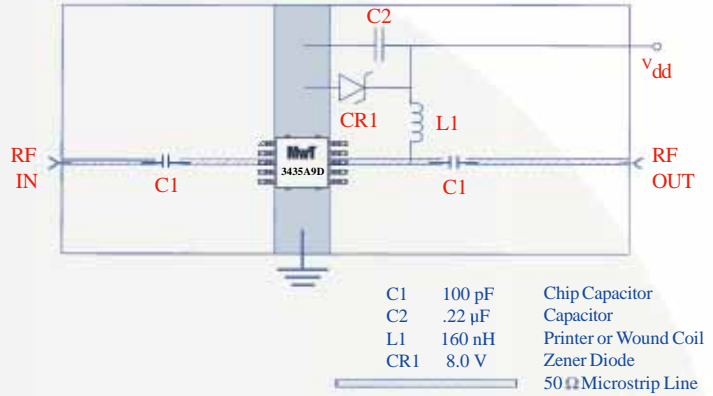 C2
Vdd
CR1
L1
RF IN
C1
MwT
3435A9D
C1
RF OUT
C1 100 pF Chip Capacitor
C2 .22 µF Capacitor
L1 160 nH Printer or Wound Coil
CR1 8.0 V Zener Diode
50 Ω Microstrip Line